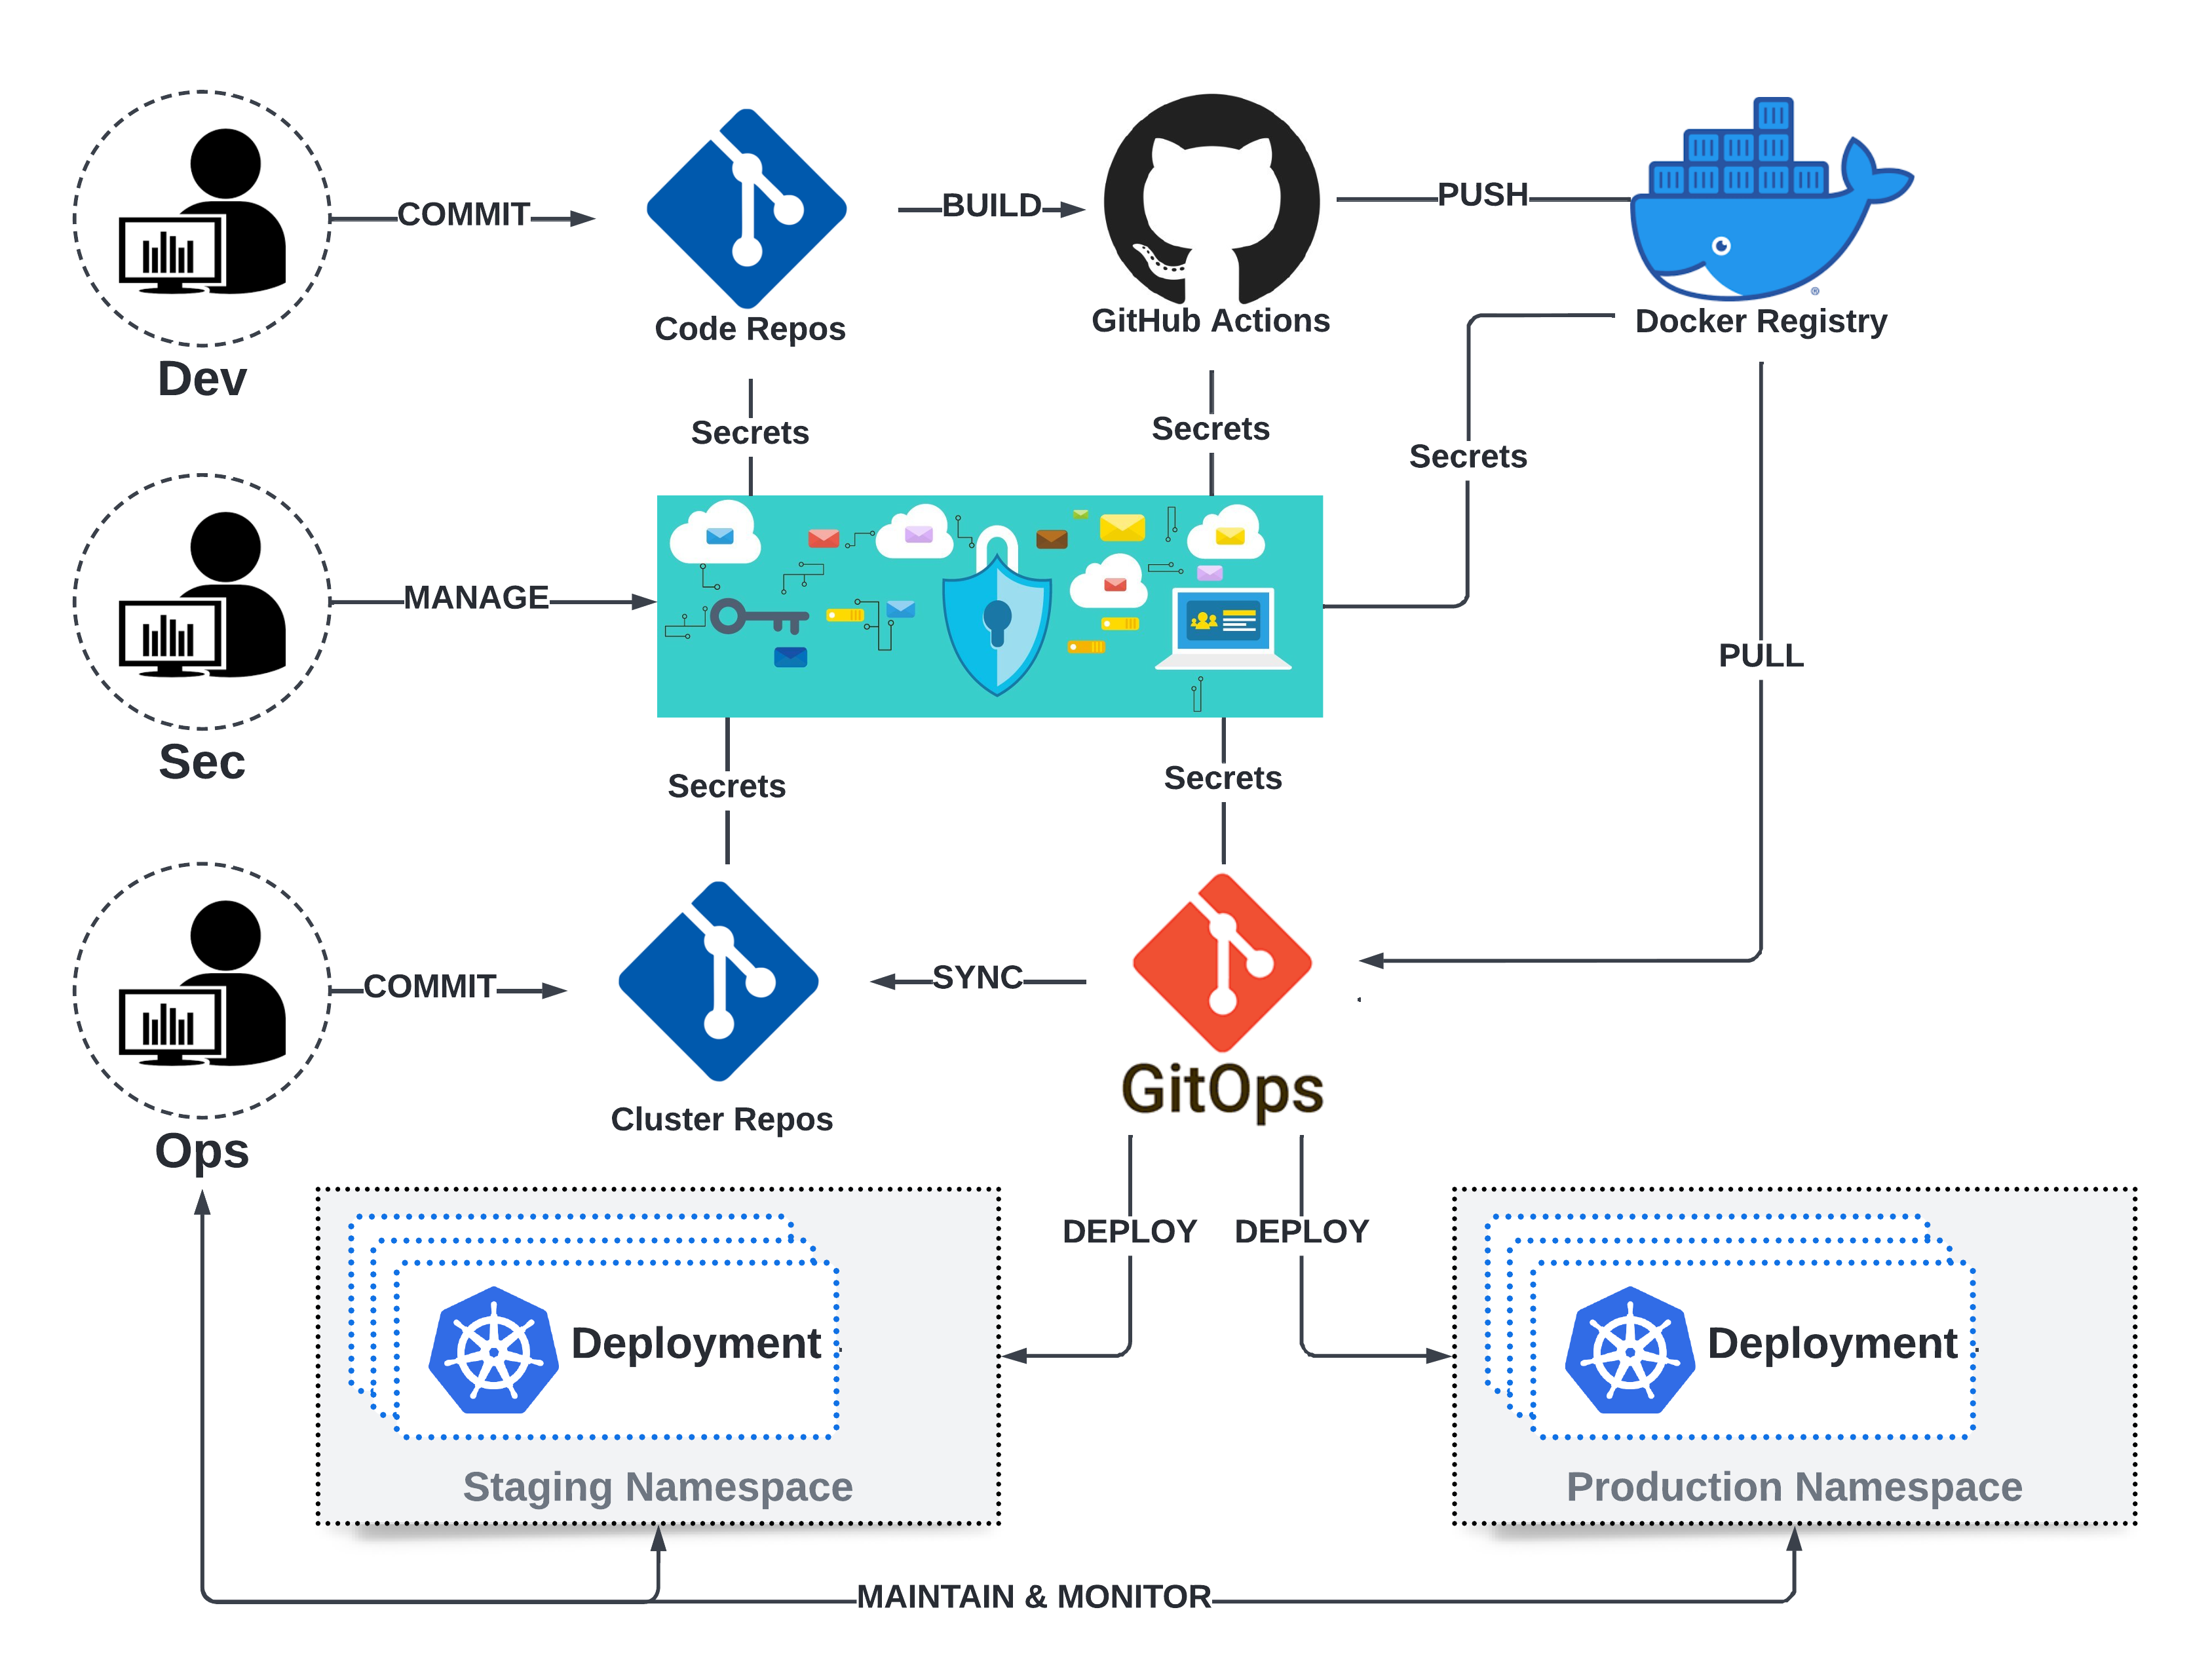 COMMIT
BUILD
PUSH
®
Code Repos
GitHub Actions
Docker Registry
Dev
Secrets
Secrets
Secrets
MANAGE
PULL
Sec
Secrets
Secrets
COMMIT
SYNC
GitOps
Cluster Repos
Ops
DEPLOY
DEPLOY
Deployment
Deployment
Staging Namespace
Production Namespace
MAINTAIN & MONITOR